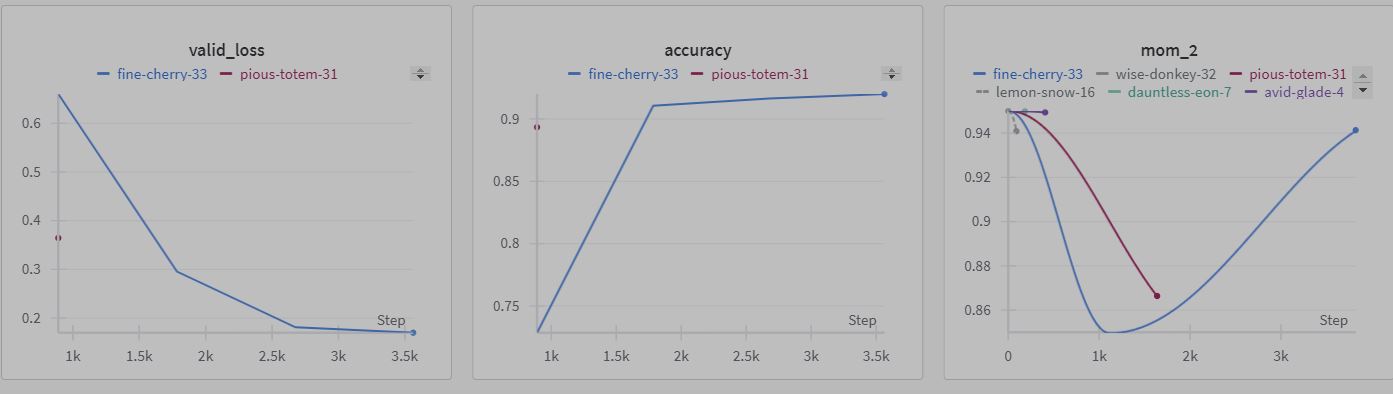 valid_loss
fine-cherry-33 pious-totem-31
0.6
0.5
0.4
0.3
0.2
Step
1k 1.5k 2k 2.5k 3k 3.5k
accuracy
fine-cherry-33 pious-totem-31
0.9
0.85
0.8
0.75
Step
1k 1.5k 2k 2.5k 3k 3.5k
mom_2
fine-cherry-33 wise-donkey-32 pious-totem-31
lemon-snow-16 dauntless-eon-7 avid-glade-4
0.94
0.92
0.9
0.88
0.86
Step
0 1k 2k 3k